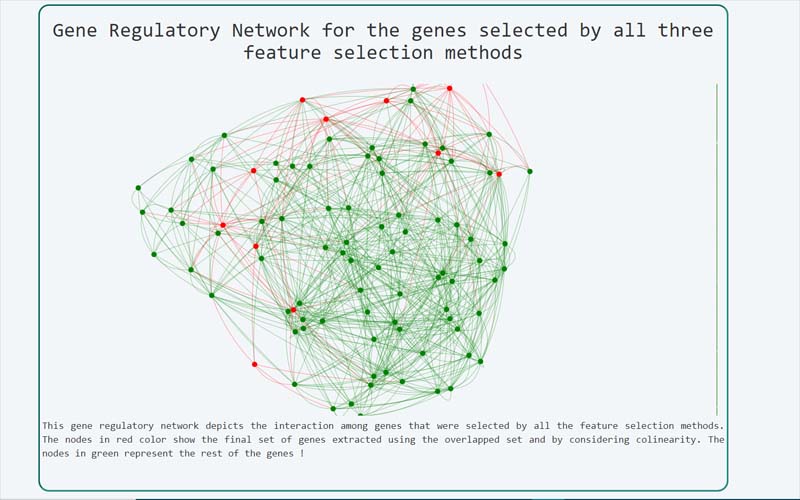 Gene Regulatory Network for the genes selected by all three
feature selection methods
This gene regulatory network depicts the interaction among genes that were selected by all the feature selection methods.
The nodes in red color show the final set of genes extracted using the overlapped set and by considering colinearity. The
nodes in green represent the rest of the genes !